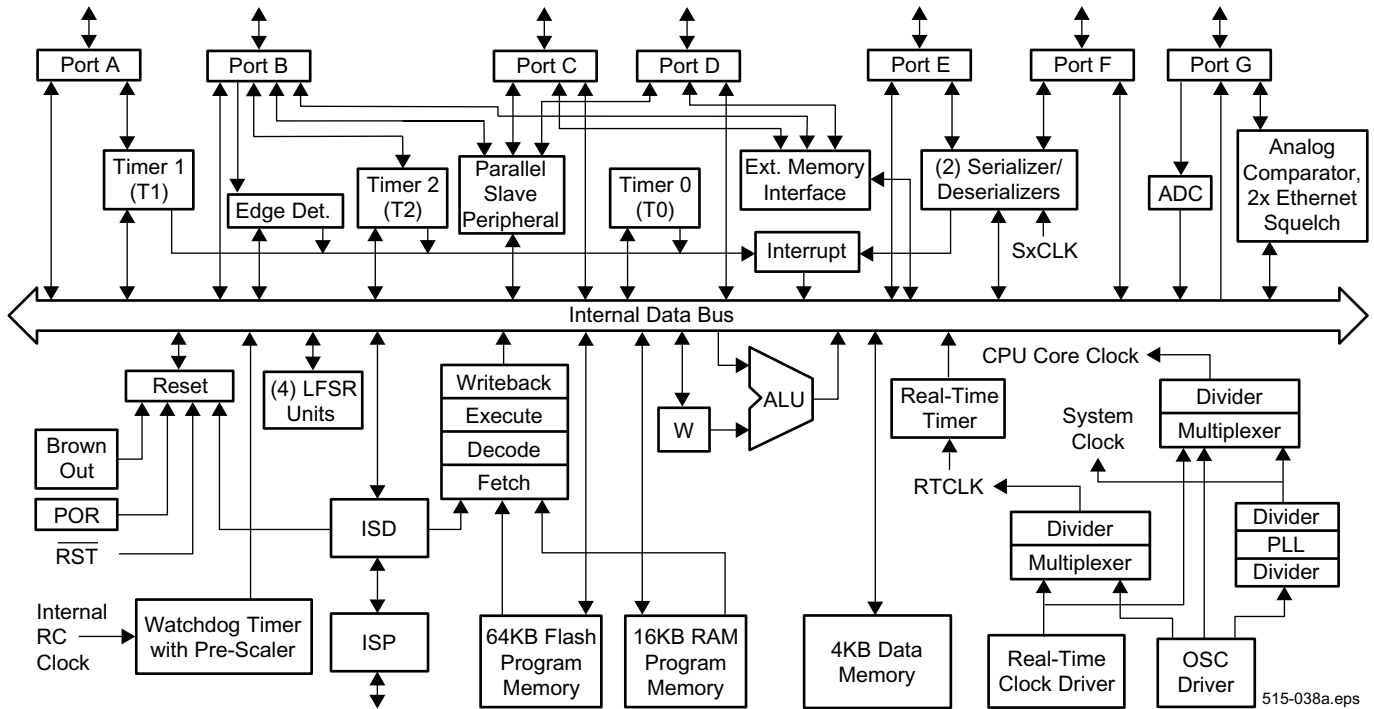 Port A
Port B
Port C
Port D
Port E
Port F
Port G
Timer 1
(T1)
Edge Det.
Timer 2
(T2)
Parallel
Slave
Peripheral
Timer 0
(T0)
Ext. Memory
Interface
Interrupt
(2) Serializer/
Deserializers
SxCLK
ADC
Analog
Comparator,
2x Ethernet
Squelch
Internal Data Bus
Reset
(4) LFSR
Units
Brown
Out
POR
RST
Internal
RC
Clock
Watchdog Timer
with Pre-Scaler
ISD
ISP
Writeback
Execute
Decode
Fetch
64KB Flash
Program
Memory
16KB RAM
Program
Memory
W
ALU
4KB Data
Memory
Real-Time
Timer
RTCLK
CPU Core Clock
System
Clock
Divider
Multiplexer
Divider
Multiplexer
Divider
PLL
Divider
Real-Time
Clock Driver
OSC
Driver
515-038a.eps